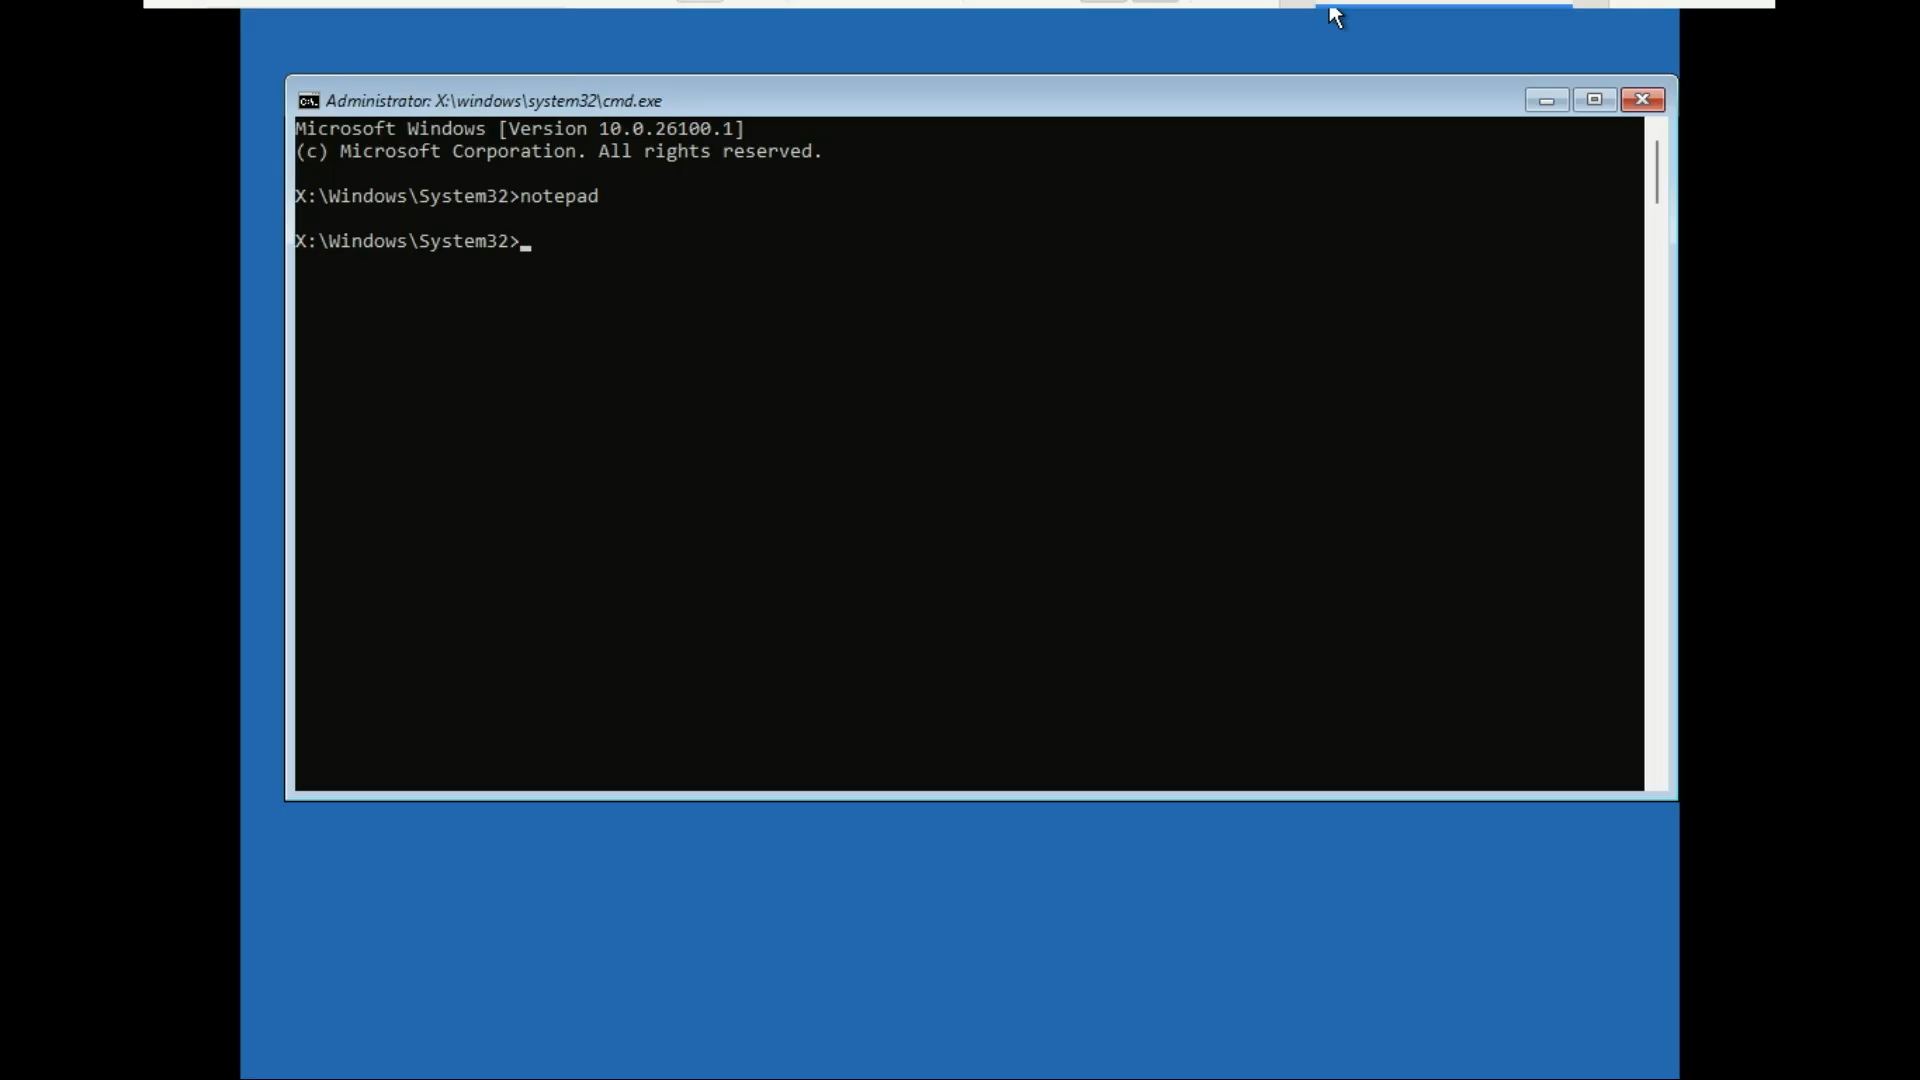 Administrator: X:\windows\system32\cmd.exe
Microsoft Windows [Version 10.0.26100.1]
(c) Microsoft Corporation. All rights reserved.
X:\Windows\System32>notepad
X:\Windows\System32>